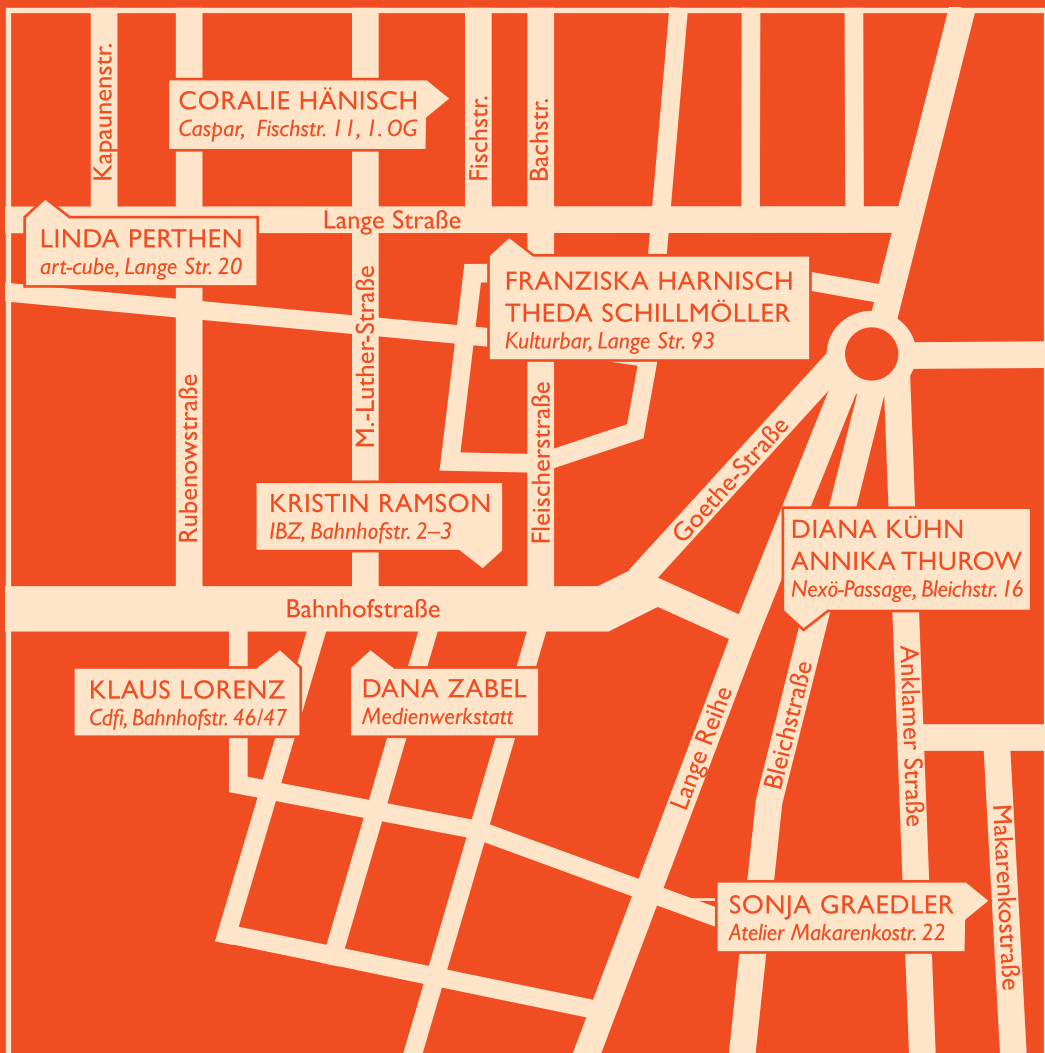 Kapaunenstr.
CORALIE HÄNISCH
Caspar, Fischstr. 11, 1. OG
Fischstr.
Bachstr.
Lange Straße
LINDA PERTHEN
art-cube, Lange Str. 20
FRANZISKA HARNISCH
THEDA SCHILLMÖLLER
Kulturbar, Lange Str. 93
M.-Luther-Straße
Rubenowstraße
Fleischerstraße
Goethe-Straße
KRISTIN RAMSON
IBZ, Bahnhofstr. 2–3
DIANA KÜHN
ANNIKA THUROW
Nexö-Passage, Bleichstr. 16
Bahnhofstraße
KLAUS LORENZ
Cdfi, Bahnhofstr. 46/47
DANA ZABEL
Medienwerkstatt
Lange Reihe
Bleichstraße
Anklamer Straße
Makarenkostraße
SONJA GRAEDLER
Atelier Makarenkostr. 22